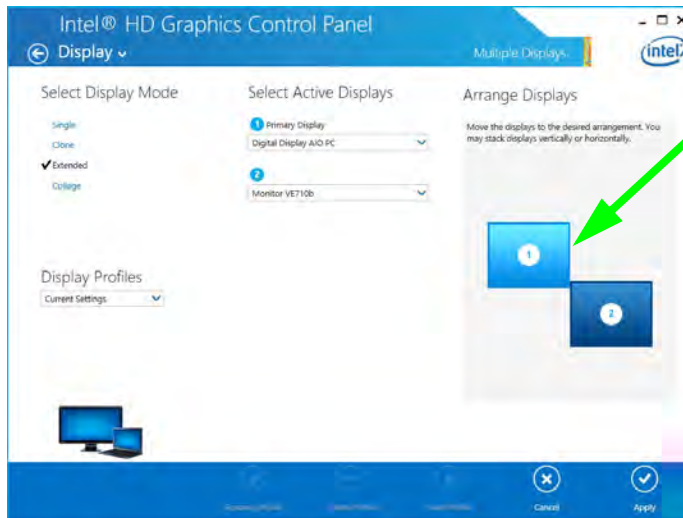 Intel® HD Graphics Control Panel
Display
Multiple Displays
intel
Select Display Mode
Single
Clone
Extended
Collage
Select Active Displays
1 Primary Display
Digital Display AIO PC
2
Monitor VE710b
Arrange Displays
Move the displays to the desired arrangement. You
may stack displays vertically or horizontally.
1
2
Display Profiles
Current Settings
Cancel
Apply